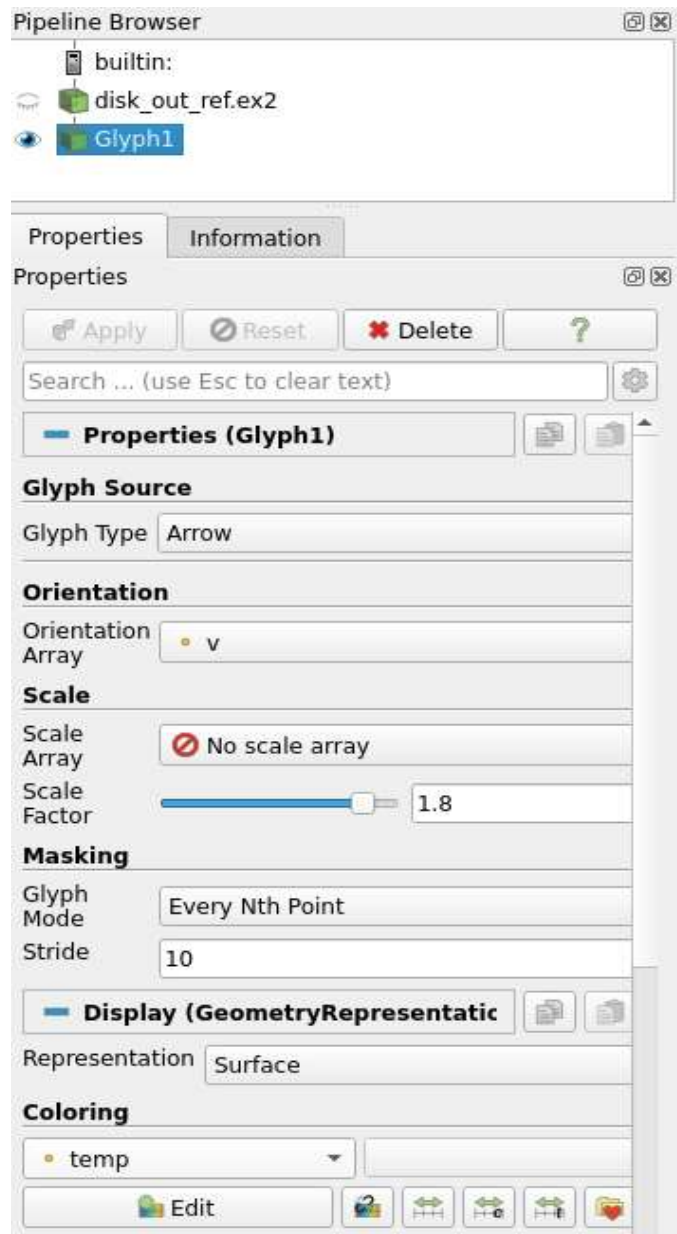 Pipeline Browser
builtin:
disk_out_ref.ex2
Glyph1
Properties Information
Properties
Apply Reset Delete ?
Search ... (use Esc to clear text)
Properties (Glyph1)
Glyph Source
Glyph Type Arrow
Orientation
Orientation
Array
v
Scale
Scale
Array
No scale array
Scale
Factor
1.8
Masking
Glyph
Mode
Every Nth Point
Stride 10
Display (GeometryRepresentatic
Representation Surface
Coloring
temp
Edit